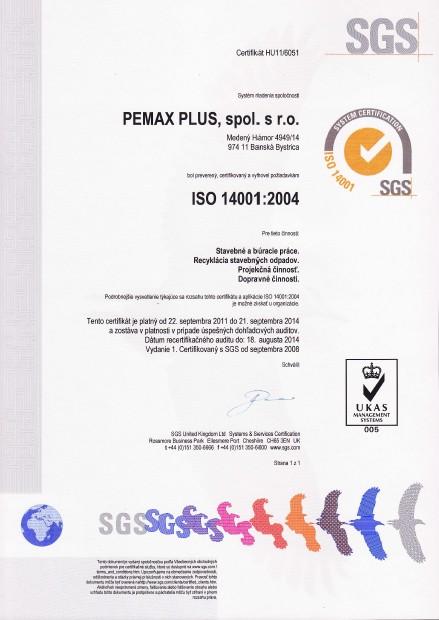 SGS
Certifikát HU11/6051
Systém riadenia spoločnosti
PEMAX PLUS, spol. s r.o.
Medený Hámor 4949/14
974 11 Banská Bystrica
SYSTEM CERTIFICATION
ISO 14001
SGS
bol preverený, certifikovaný a vyhovel požiadavkám
ISO 14001:2004
Pre tieto činnosti:
Stavebné a búracie práce.
Recyklácia stavebných odpadov.
Projekčná činnosť.
Dopravné činnosti.
Podrobnejšie vysvetlenie týkajúce sa rozsahu tohto certifikátu a aplikácie ISO 14001:2004
je možné získať u organizácie.
Tento certifikát je platný od 22. septembra 2011 do 21. septembra 2014
a zostáva v platnosti v prípade úspešných dohľadových auditov.
Dátum recertifikačného auditu do: 18. augusta 2014
Vydanie 1. Certifikovaný s SGS od septembra 2008
Schválil
UKAS
MANAGEMENT
SYSTEMS
005
SGS United Kingdom Ltd Systems & Services Certification
Rossmore Business Park Ellesmere Port Cheshire CH65 3EN UK
t +44 (0)151 350-6666 f +44 (0)151 350-6600 www.sgs.com
Strana 1 z 1
SGS SGS